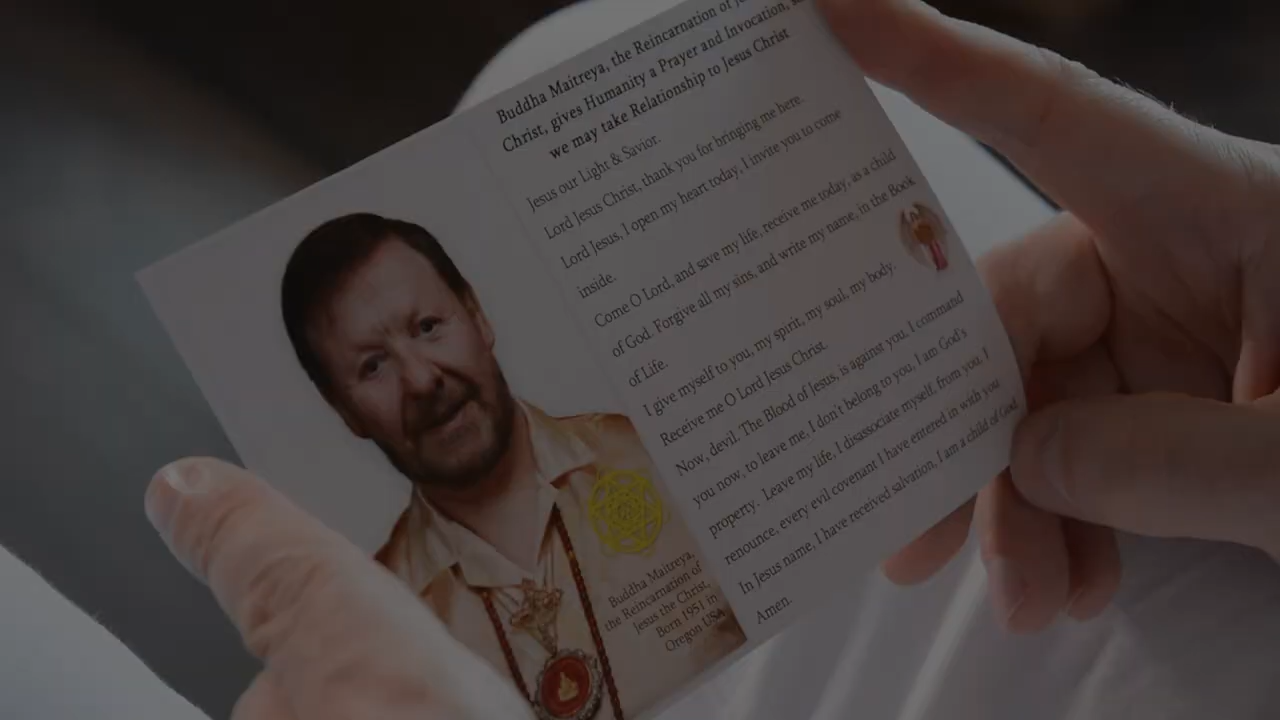 Buddha Maitreya, the Reincarnation of
Christ, gives Humanity a Prayer and Invocation,
we may take Relationship to Jesus Christ
Jesus our Light & Savior.
Lord Jesus Christ, thank you for bringing me here.
Lord Jesus, I open my heart today, I invite you to come
inside.
Come O Lord, and save my life, receive me today, as a child
of God. Forgive all my sins, and write my name, in the Book
of Life.
I give myself to you, my spirit, my soul, my body.
Receive me O Lord Jesus Christ.
Now, devil. The Blood of Jesus, is against you. I command
you now, to leave me, I don't belong to you, I am God's
property. Leave my life, I disassociate myself, from you. I
renounce, every evil covenant I have entered in with you
In Jesus name, I have received salvation, I am a child of God
Amen.
Buddha Maitreya,
the Reincarnation of
Jesus the Christ,
Born 1951 in
Oregon USA